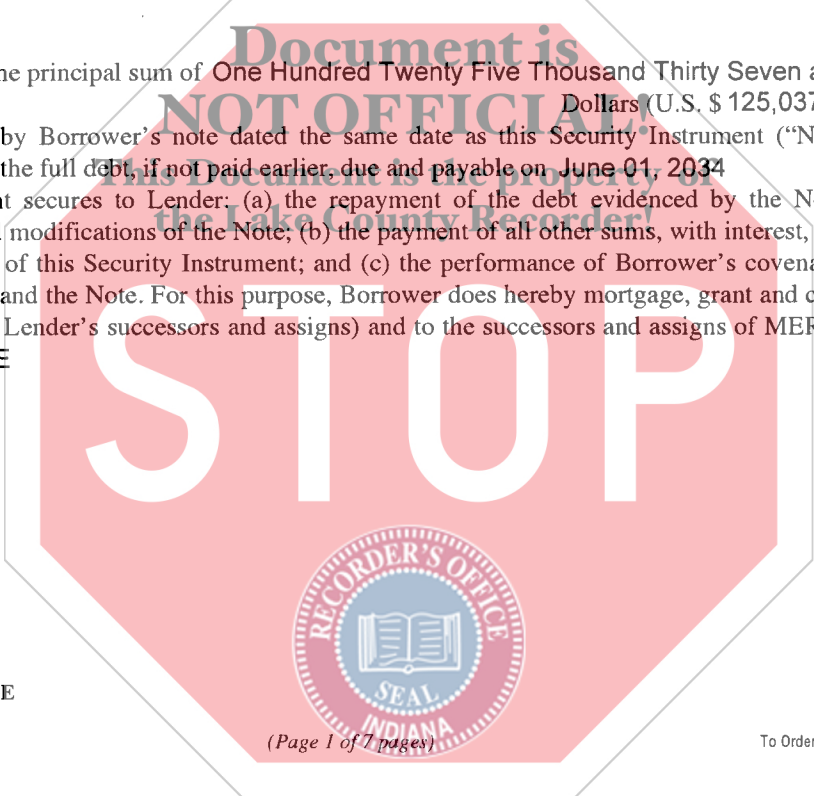 Document is
ne principal sum of One Hundred Twenty Five Thousand Thirty Seven a
NOT OFFICIAL!
Dollars (U.S. $ 125,037
by Borrower's note dated the same date as this Security Instrument (“N
the full debt, if not paid earlier, due and payable on June 01, 2034
This Document is the property of
nt secures to Lender: (a) the repayment of the debt evidenced by the N
the Lake County Recorder!
modifications of the Note; (b) the payment of all other sums, with interest,
of this Security Instrument; and (c) the performance of Borrower's covena
and the Note. For this purpose, Borrower does hereby mortgage, grant and c
Lender's successors and assigns) and to the successors and assigns of MER
E
STOP
RECORDER'S OFFICE
SEAL
INDIANA
E
(Page 1 of 7 pages)
To Order